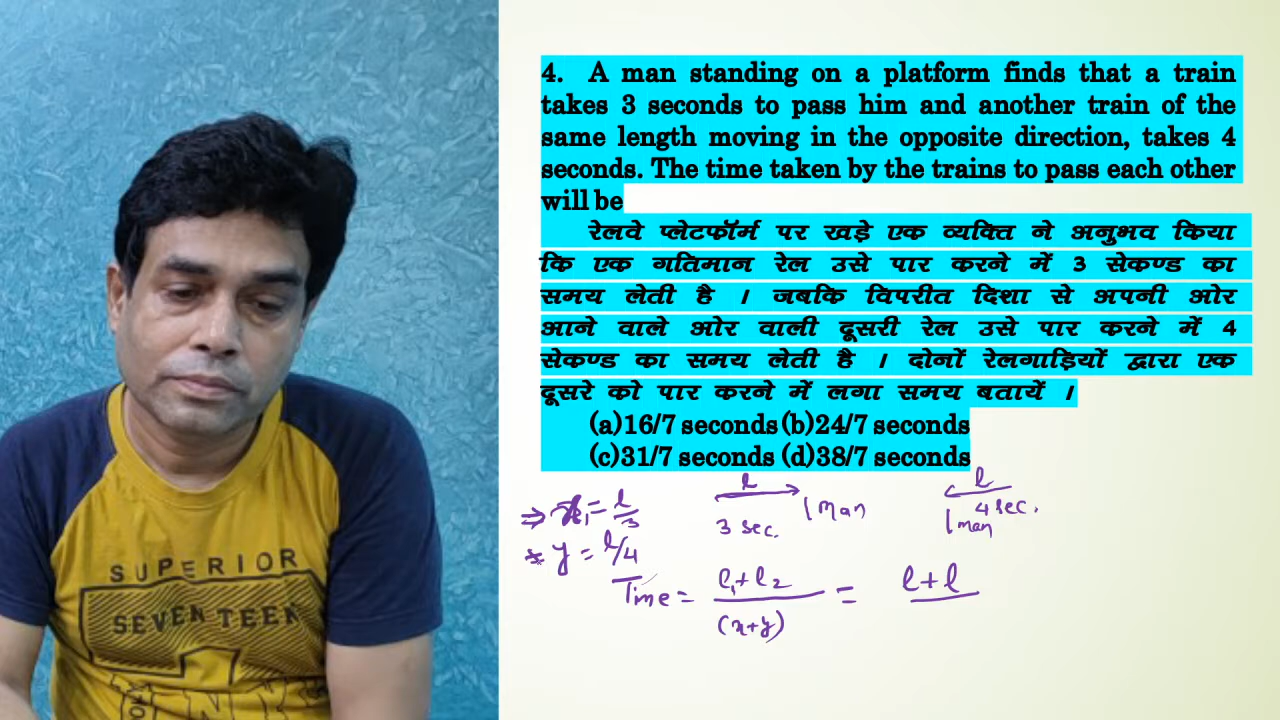 4. A man standing on a platform finds that a train
takes 3 seconds to pass him and another train of the
same length moving in the opposite direction, takes 4
seconds. The time taken by the trains to pass each other
will be
रेलवे प्लेटफॉर्म पर खड़े एक व्यक्ति ने अनुभव किया
कि एक गतिमान रेल उसे पार करने में 3 सेकण्ड का
समय लेती है । जबकि विपरीत दिशा से अपनी ओर
आने वाले ओर वाली दूसरी रेल उसे पार करने में 4
सेकण्ड का समय लेती है । दोनों रेलगाड़ियों द्वारा एक
दूसरे को पार करने में लगा समय बतायें ।
(a)16/7 seconds (b)24/7 seconds
(c)31/7 seconds (d)38/7 seconds
= l/3 l 3 sec. man l 4 sec. man
y = l/4
Time = l₁+l₂/(x+y) = l+l
SUPERIOR
SEVEN TEEN